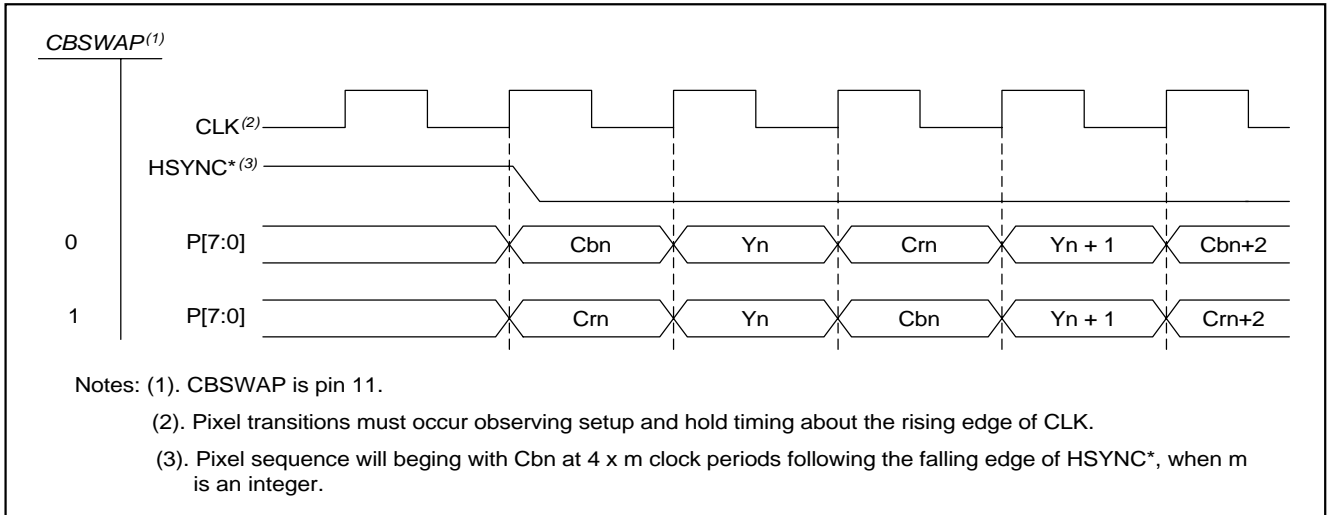 CBSWAP(1)
CLK(2)
HSYNC*(3)
0 P[7:0] Cbn Yn Crn Yn + 1 Cbn+2
1 P[7:0] Crn Yn Cbn Yn + 1 Crn+2
Notes: (1). CBSWAP is pin 11.
(2). Pixel transitions must occur observing setup and hold timing about the rising edge of CLK.
(3). Pixel sequence will beging with Cbn at 4 x m clock periods following the falling edge of HSYNC*, when m
is an integer.